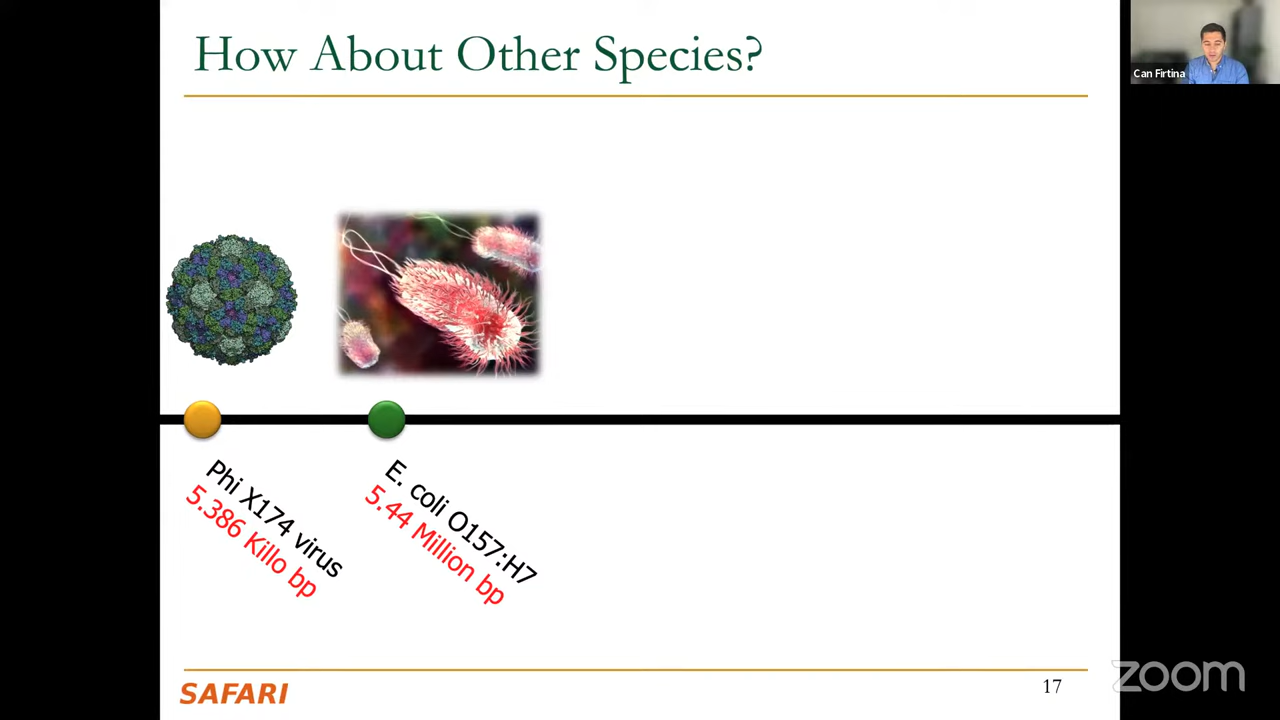 How About Other Species?
Can Firtina
Phi X174 virus
5.386 Killo bp
E. coli O157:H7
5.44 Million bp
SAFARI
17
zoom